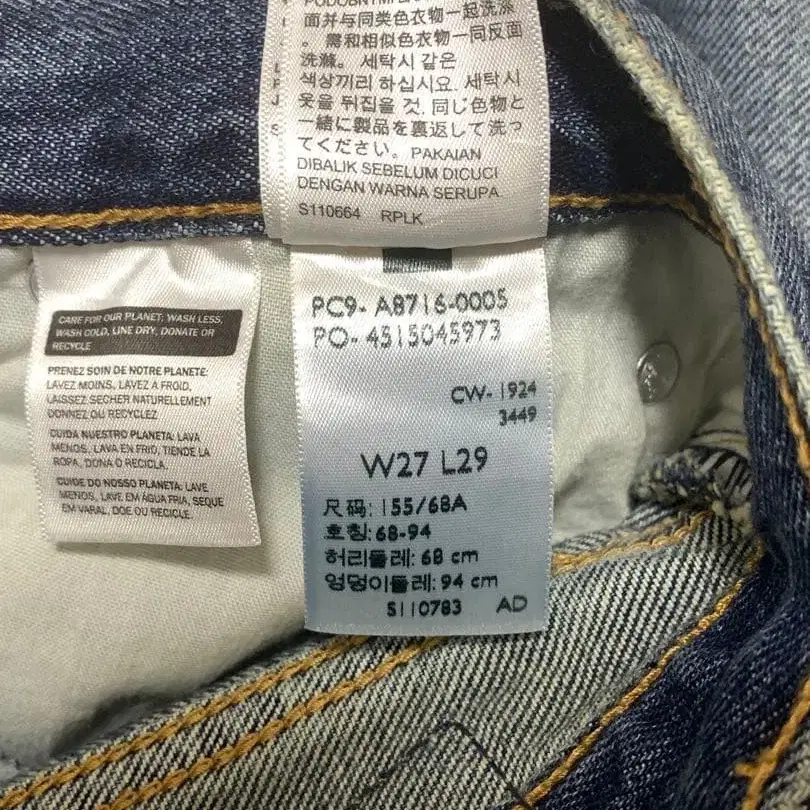 面并与同类色衣物一起洗涤
。需和相似色衣物一同反面
洗滌。세탁시 같은
색상끼리 하십시요. 세탁시
옷을 뒤집을 것. 同じ色物と
一緒に製品を裏返して洗っ
てください。PAKAIAN
DIBALIK SEBELUM DICUCI
DENGAN WARNA SERUPA
S110664 RPLK
CARE FOR OUR PLANET: WASH LESS,
WASH COLD, LINE DRY, DONATE OR
RECYCLE
PRENEZ SOIN DE NOTRE PLANETE:
LAVEZ MOINS, LAVEZ A FROID,
LAISSEZ SECHER NATURELLEMENT
DONNEZ OU RECYCLEZ
CUIDA NUESTRO PLANETA: LAVA
MENOS, LAVA EN FRIO, TIENDE LA
ROPA, DONA O RECICLA.
CUIDE DO NOSSO PLANETA: LAVE
MENOS, LAVE EM ÁGUA FRIA, SEQUE
EM VARAL, DOE OU RECICLE.
PC9- A8716-0005
PO- 4515045973
CW- 1924
3449
W27 L29
尺码: 155/68A
호칭: 68-94
허리둘레: 68 cm
엉덩이둘레: 94 cm
S110783 AD